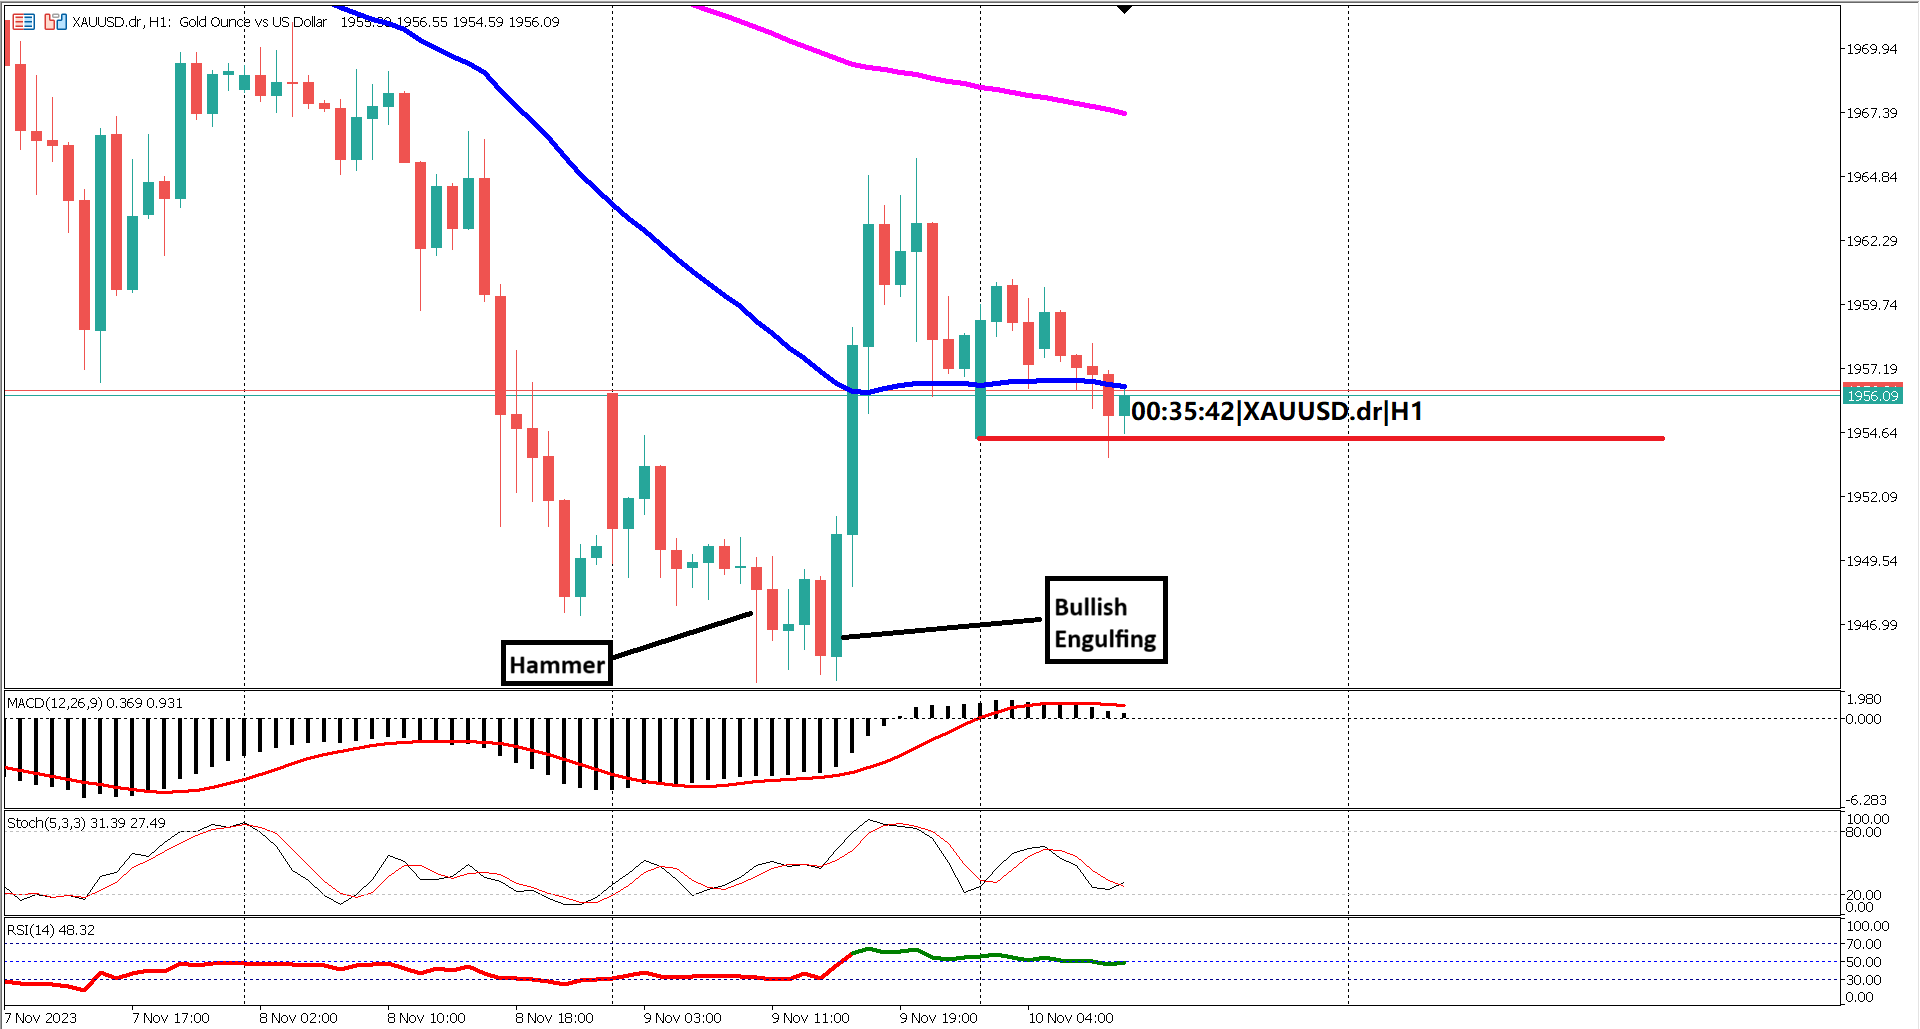 XAUUSD.dr, H1: Gold Ounce vs US Dollar 1956.55 1954.59 1956.09
1969.94
1967.39
1964.84
1962.29
1959.74
1957.19
1956.09
00:35:42|XAUUSD.dr|H1
1954.64
1952.09
1949.54
1946.99
Bullish
Engulfing
Hammer
MACD(12,26,9) 0.369 0.931
1.980
0.000
-6.283
Stoch(5,3,3) 31.39 27.49
100.00
80.00
20.00
0.00
RSI(14) 48.32
100.00
70.00
50.00
30.00
0.00
7 Nov 2023
7 Nov 17:00
8 Nov 02:00
8 Nov 10:00
8 Nov 18:00
9 Nov 03:00
9 Nov 11:00
9 Nov 19:00
10 Nov 04:00